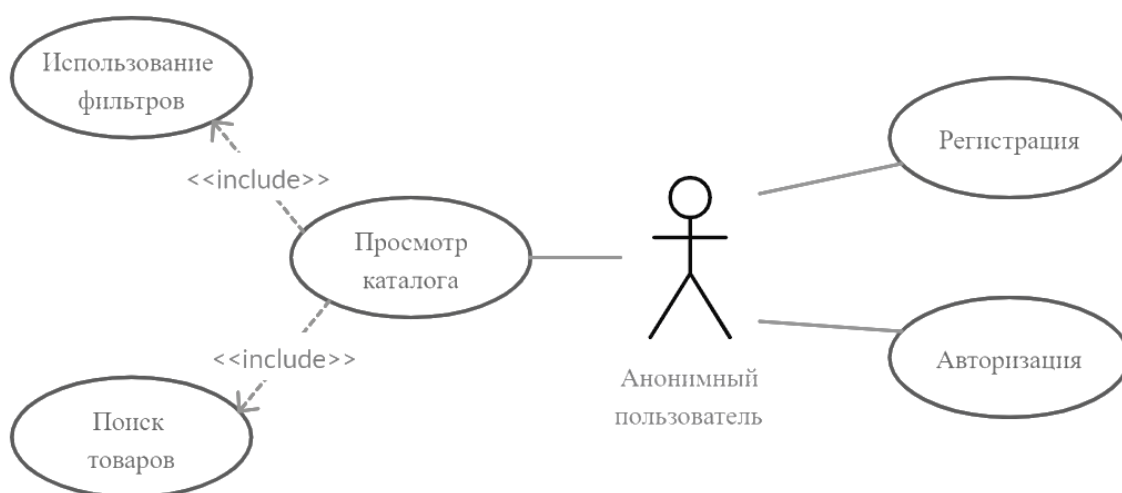 Использование
фильтров
<<include>>
Просмотр
каталога
<<include>>
Поиск
товаров
Анонимный
пользователь
Регистрация
Авторизация